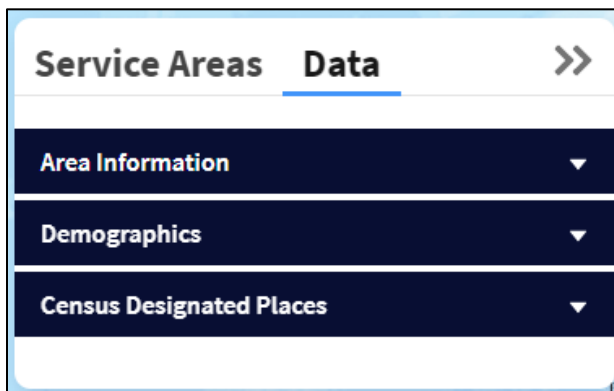 Service Areas Data
Area Information
Demographics
Census Designated Places